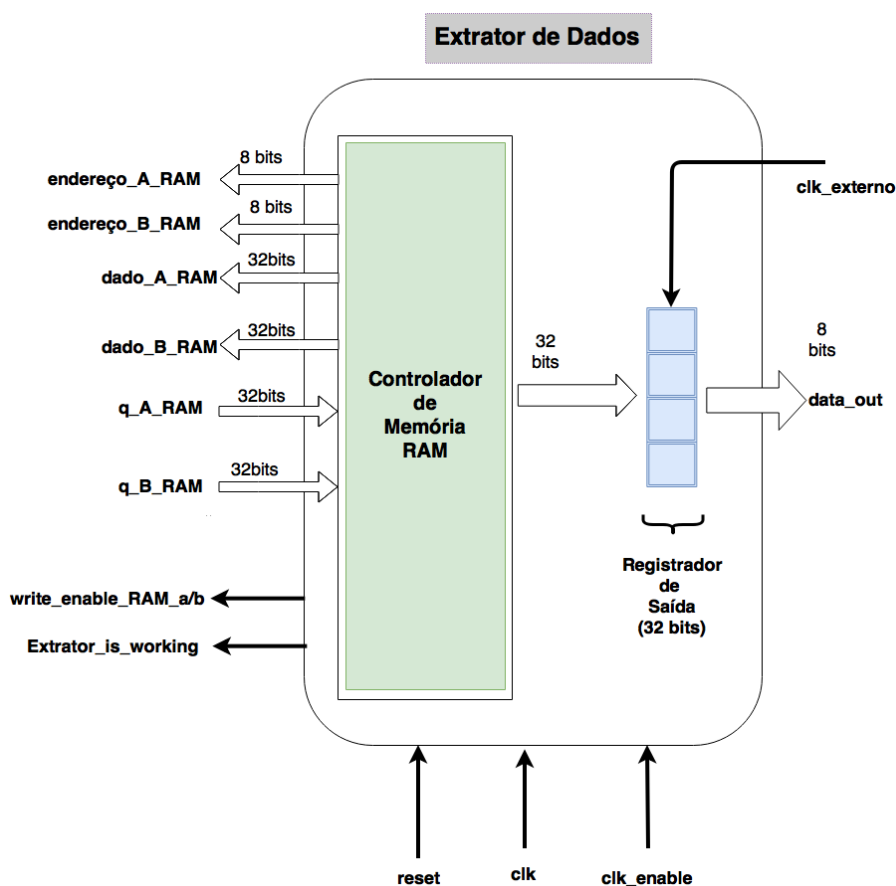 Extrator de Dados
8 bits
endereço_A_RAM
8 bits
endereço_B_RAM
32bits
dado_A_RAM
32bits
dado_B_RAM
32bits
q_A_RAM
32bits
q_B_RAM
write_enable_RAM_a/b
Extrator_is_working
Controlador
de
Memória
RAM
32
bits
clk_externo
8
bits
data_out
Registrador
de
Saída
(32 bits)
reset
clk
clk_enable